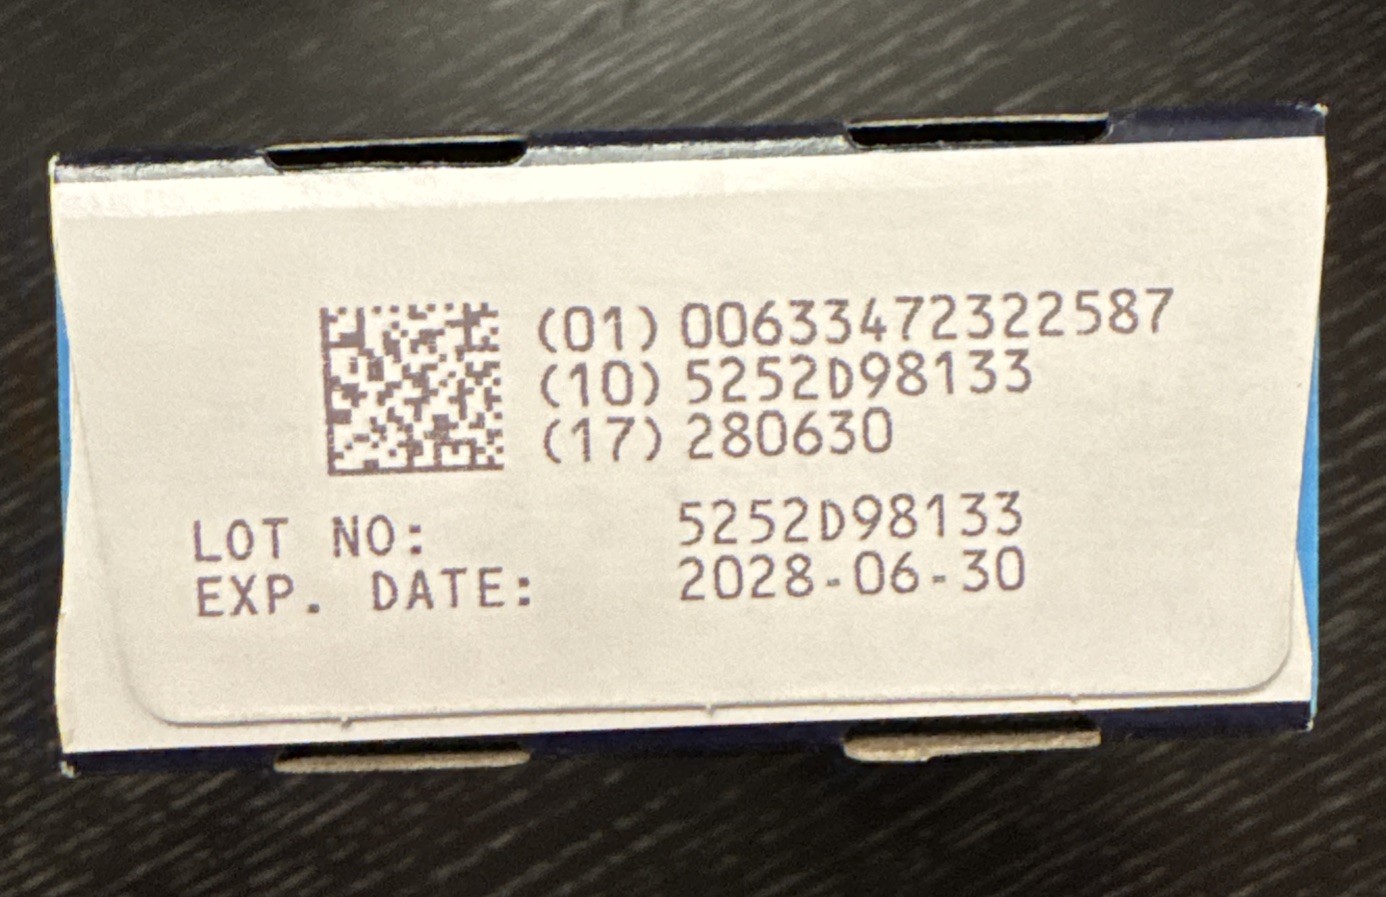 (01) 00633472322587
(10) 5252D98133
(17) 280630
LOT NO: 5252D98133
EXP. DATE: 2028-06-30